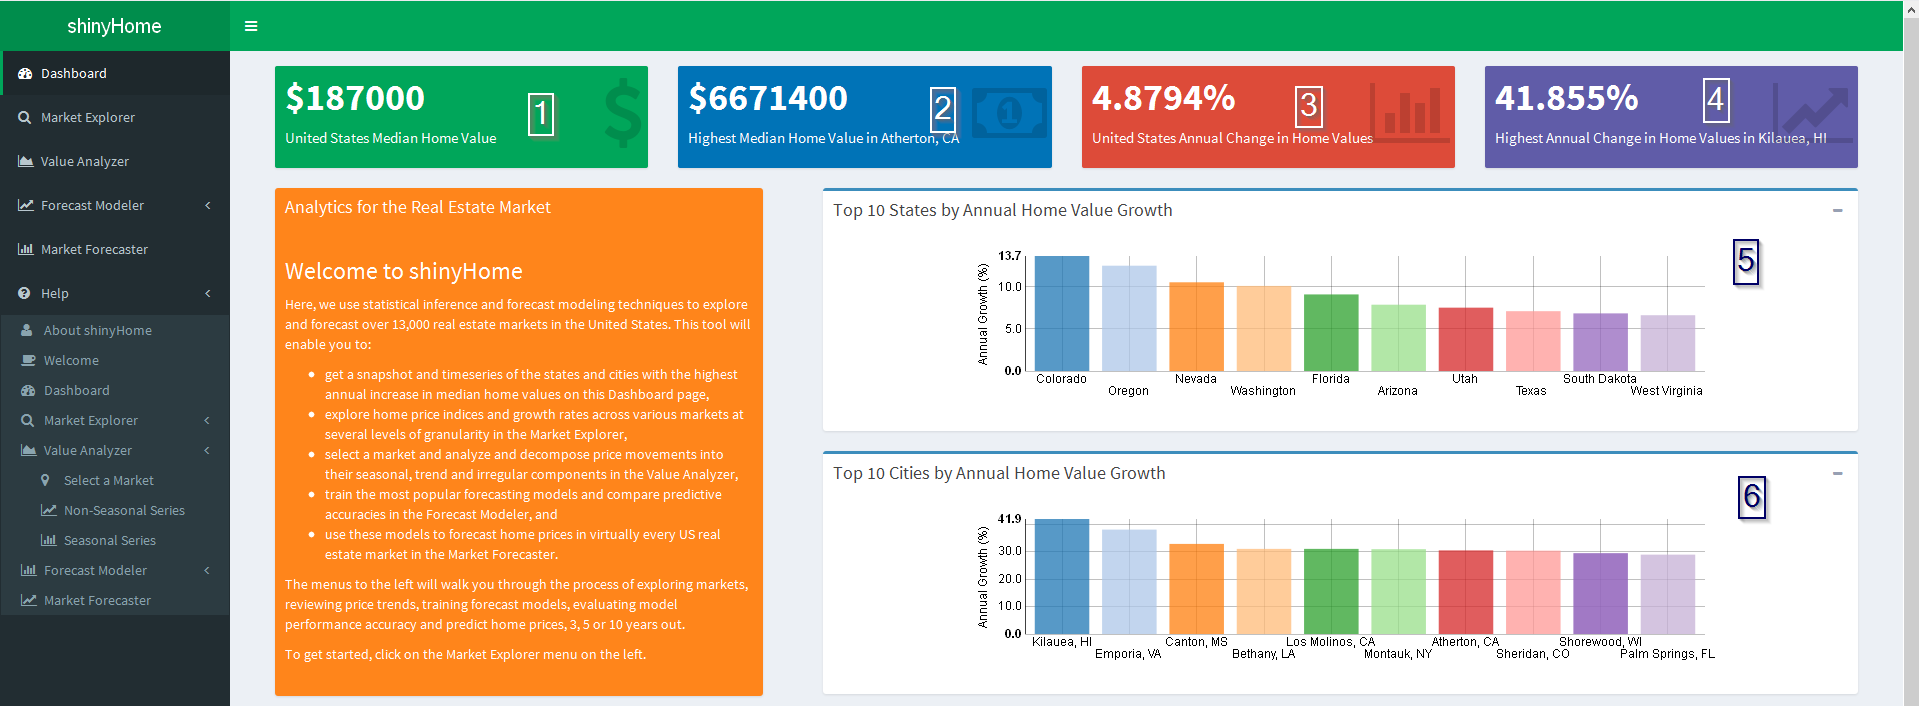 shinyHome
Dashboard
Market Explorer
Value Analyzer
Forecast Modeler
Market Forecaster
Help
About shinyHome
Welcome
Dashboard
Market Explorer
Value Analyzer
Select a Market
Non-Seasonal Series
Seasonal Series
Forecast Modeler
Market Forecaster
$187000
United States Median Home Value
1
$
$6671400
Highest Median Home Value in Atherton, CA
2
1
4.8794%
United States Annual Change in Home Values
3
41.855%
Highest Annual Change in Home Values in Kilauea, HI
4
Analytics for the Real Estate Market
Welcome to shinyHome
Here, we use statistical inference and forecast modeling techniques to explore
and forecast over 13,000 real estate markets in the United States. This tool will
enable you to:
• get a snapshot and timeseries of the states and cities with the highest
annual increase in median home values on this Dashboard page,
• explore home price indices and growth rates across various markets at
several levels of granularity in the Market Explorer,
• select a market and analyze and decompose price movements into
their seasonal, trend and irregular components in the Value Analyzer,
• train the most popular forecasting models and compare predictive
accuracies in the Forecast Modeler, and
• use these models to forecast home prices in virtually every US real
estate market in the Market Forecaster.
The menus to the left will walk you through the process of exploring markets,
reviewing price trends, training forecast models, evaluating model
performance accuracy and predict home prices, 3, 5 or 10 years out.
To get started, click on the Market Explorer menu on the left.
Top 10 States by Annual Home Value Growth
5
Annual Growth (%)
13.7
10.0
5.0
0.0
Colorado
Oregon
Nevada
Washington
Florida
Arizona
Utah
Texas
South Dakota
West Virginia
Top 10 Cities by Annual Home Value Growth
6
Annual Growth (%)
41.9
30.0
20.0
10.0
0.0
Kilauea, HI
Emporia, VA
Canton, MS
Bethany, LA
Los Molinos, CA
Montauk, NY
Atherton, CA
Sheridan, CO
Shorewood, WI
Palm Springs, FL